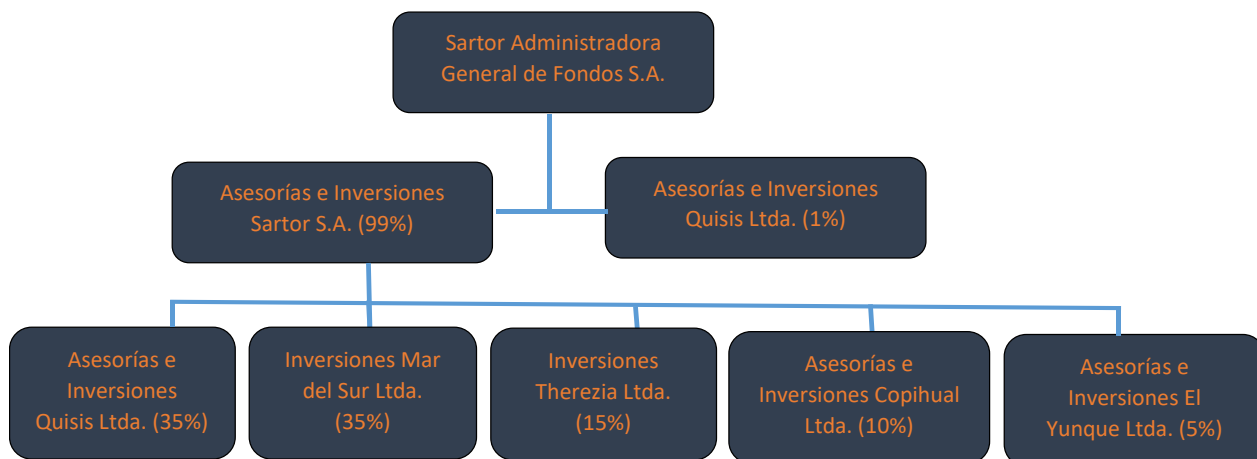 Sartor Administradora
General de Fondos S.A.
Asesorías e Inversiones
Sartor S.A. (99%)
Asesorías e Inversiones
Quisis Ltda. (1%)
Asesorías e
Inversiones
Quisis Ltda. (35%)
Inversiones Mar
del Sur Ltda.
(35%)
Inversiones
Therezia Ltda.
(15%)
Asesorías e
Inversiones Copihual
Ltda. (10%)
Asesorías e
Inversiones El
Yunque Ltda. (5%)